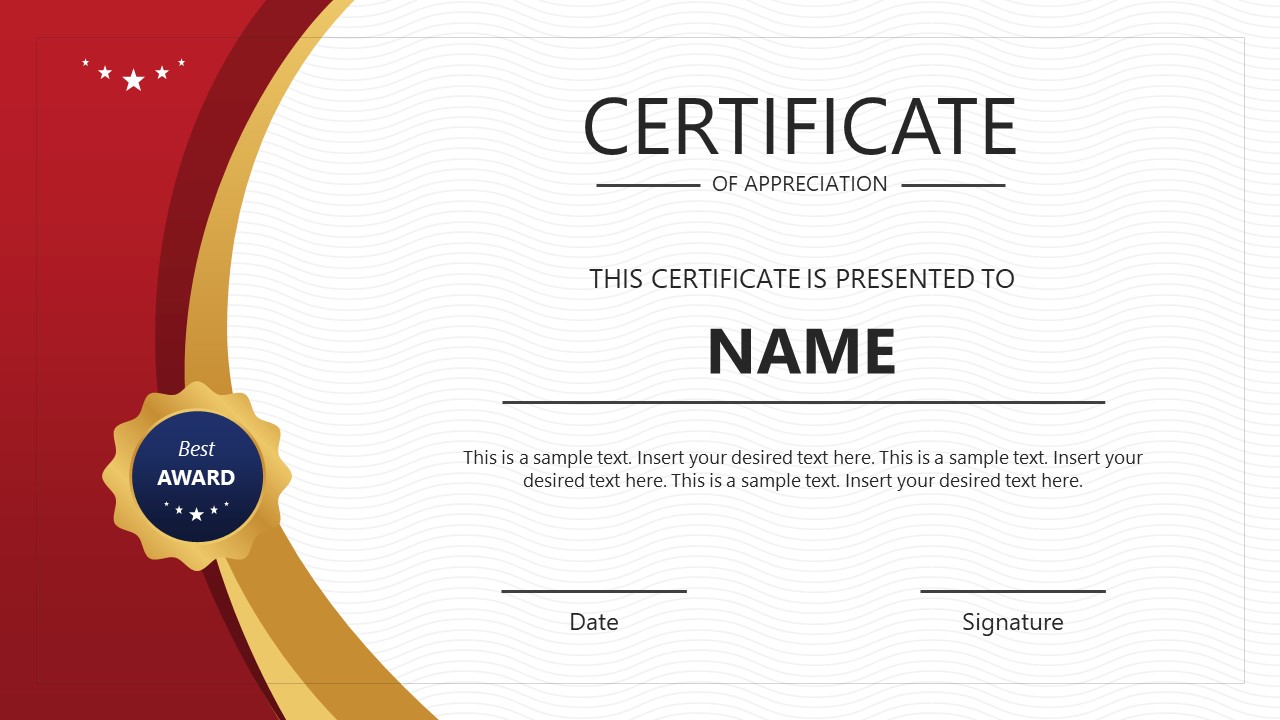 CERTIFICATE
OF APPRECIATION
THIS CERTIFICATE IS PRESENTED TO
NAME
This is a sample text. Insert your desired text here. This is a sample text. Insert your
desired text here. This is a sample text. Insert your desired text here.
Best
AWARD
Date
Signature